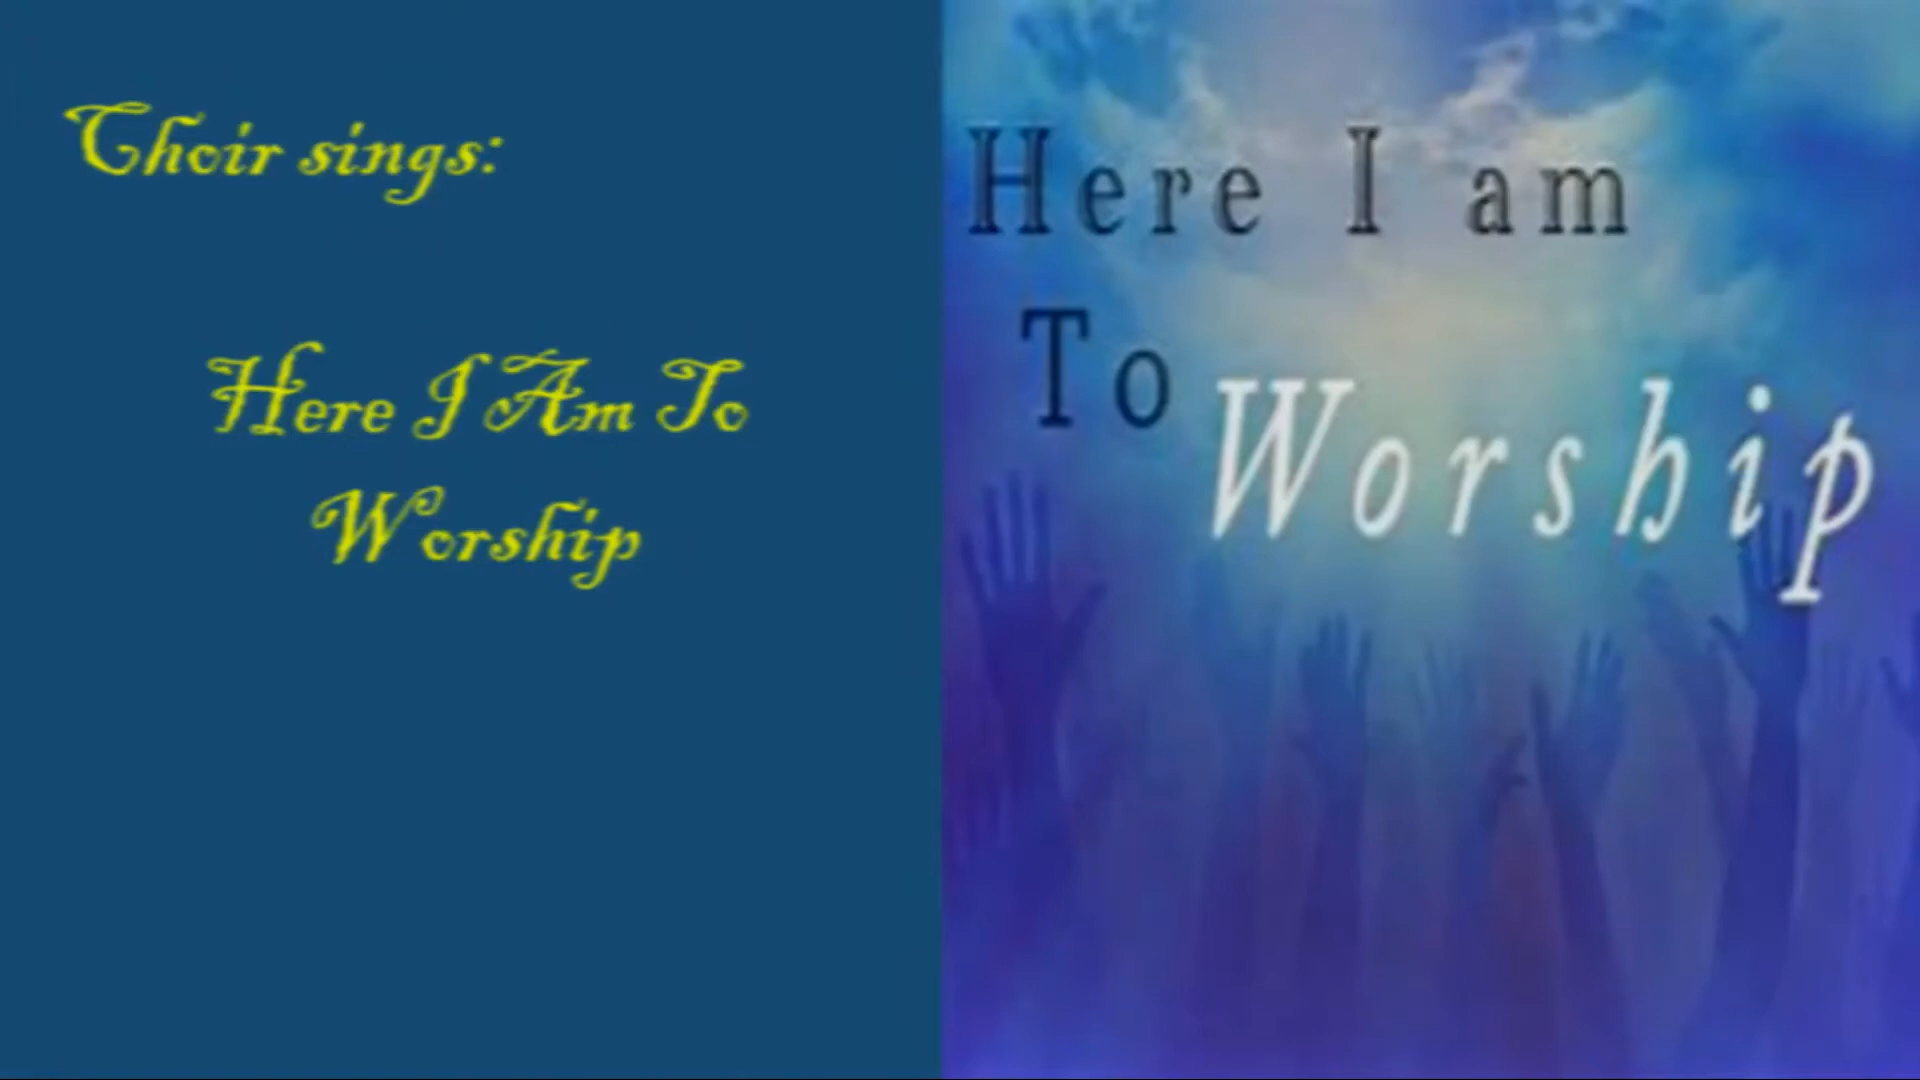 Choir sings:
Here I Am To
Worship
Here I am
To Worship